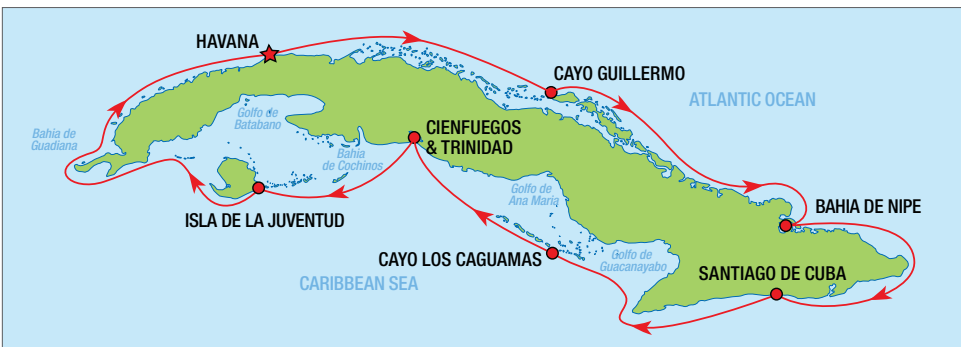 HAVANA
CAYO GUILLERMO
ATLANTIC OCEAN
Golfo de
Batabano
Bahia de
Guadiana
CIENFUEGOS
& TRINIDAD
Bahia
de Cochinos
Golfo de
Ana Maria
ISLA DE LA JUVENTUD
BAHIA DE NIPE
CAYO LOS CAGUAMAS
Golfo de
Guacanayabo
SANTIAGO DE CUBA
CARIBBEAN SEA